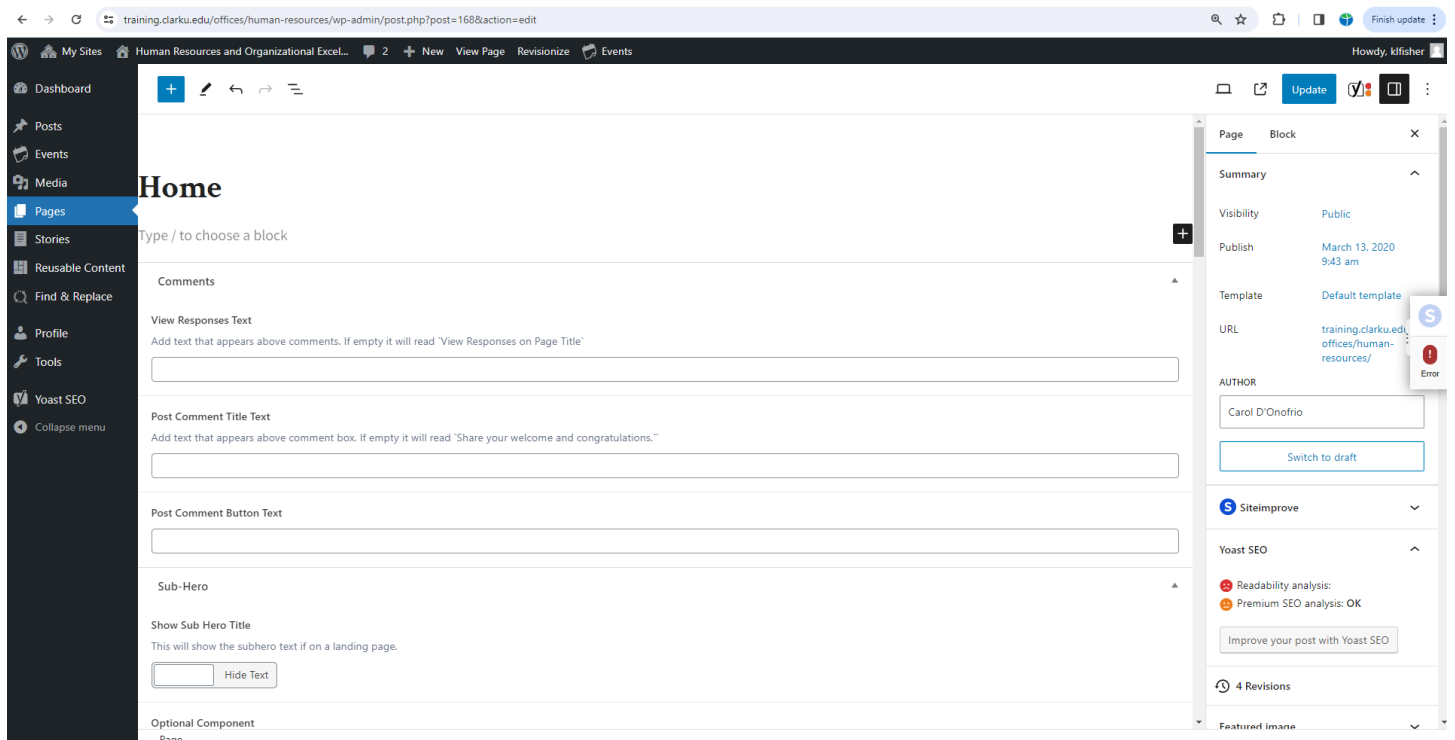 training.clarku.edu/offices/human-resources/wp-admin/post.php?post=168&action=edit
Finish update
My Sites
Human Resources and Organizational Excel...
2
New
View Page
Revisionize
Events
Howdy, klfisher
Dashboard
Posts
Events
Media
Pages
Stories
Reusable Content
Find & Replace
Profile
Tools
Yoast SEO
Collapse menu
Update
Home
Type / to choose a block
Comments
View Responses Text
Add text that appears above comments. If empty it will read `View Responses on Page Title`
Post Comment Title Text
Add text that appears above comment box. If empty it will read `Share your welcome and congratulations.``
Post Comment Button Text
Sub-Hero
Show Sub Hero Title
This will show the subhero text if on a landing page.
Hide Text
Optional Component
Page
Page
Block
Summary
Visibility
Public
Publish
March 13, 2020
9:43 am
Template
Default template
URL
training.clarku.edu
offices/human-
resources/
S
Error
AUTHOR
Carol D'Onofrio
Switch to draft
S Siteimprove
Yoast SEO
Readability analysis:
Premium SEO analysis: OK
Improve your post with Yoast SEO
4 Revisions
Featured image